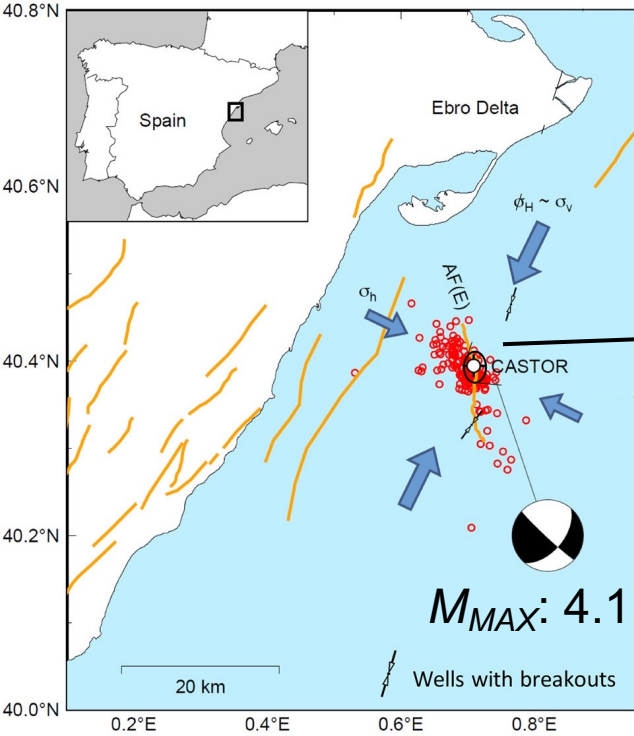 40.8°N
Spain
Ebro Delta
40.6°N
ϕH ~ σv
AF(E)
σh
40.4°N
CASTOR
40.2°N
MMAX: 4.1
20 km
Wells with breakouts
40.0°N
0.2°E 0.4°E 0.6°E 0.8°E